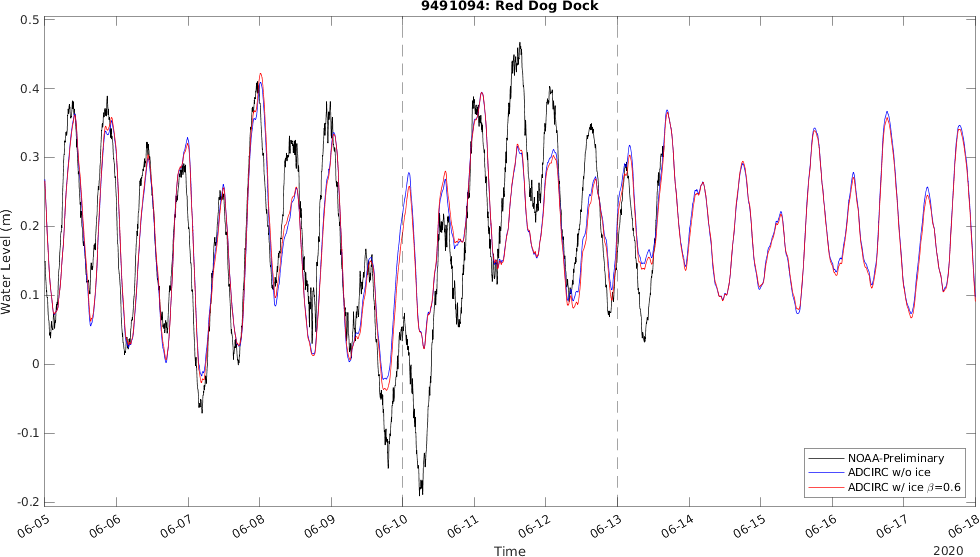 9491094: Red Dog Dock
Water Level (m)
0.5
0.4
0.3
0.2
0.1
0
-0.1
-0.2
NOAA-Preliminary
ADCIRC w/o ice
ADCIRC w/ ice β=0.6
06-05 06-06 06-07 06-08 06-09 06-10 06-11 06-12 06-13 06-14 06-15 06-16 06-17 06-18
Time
2020